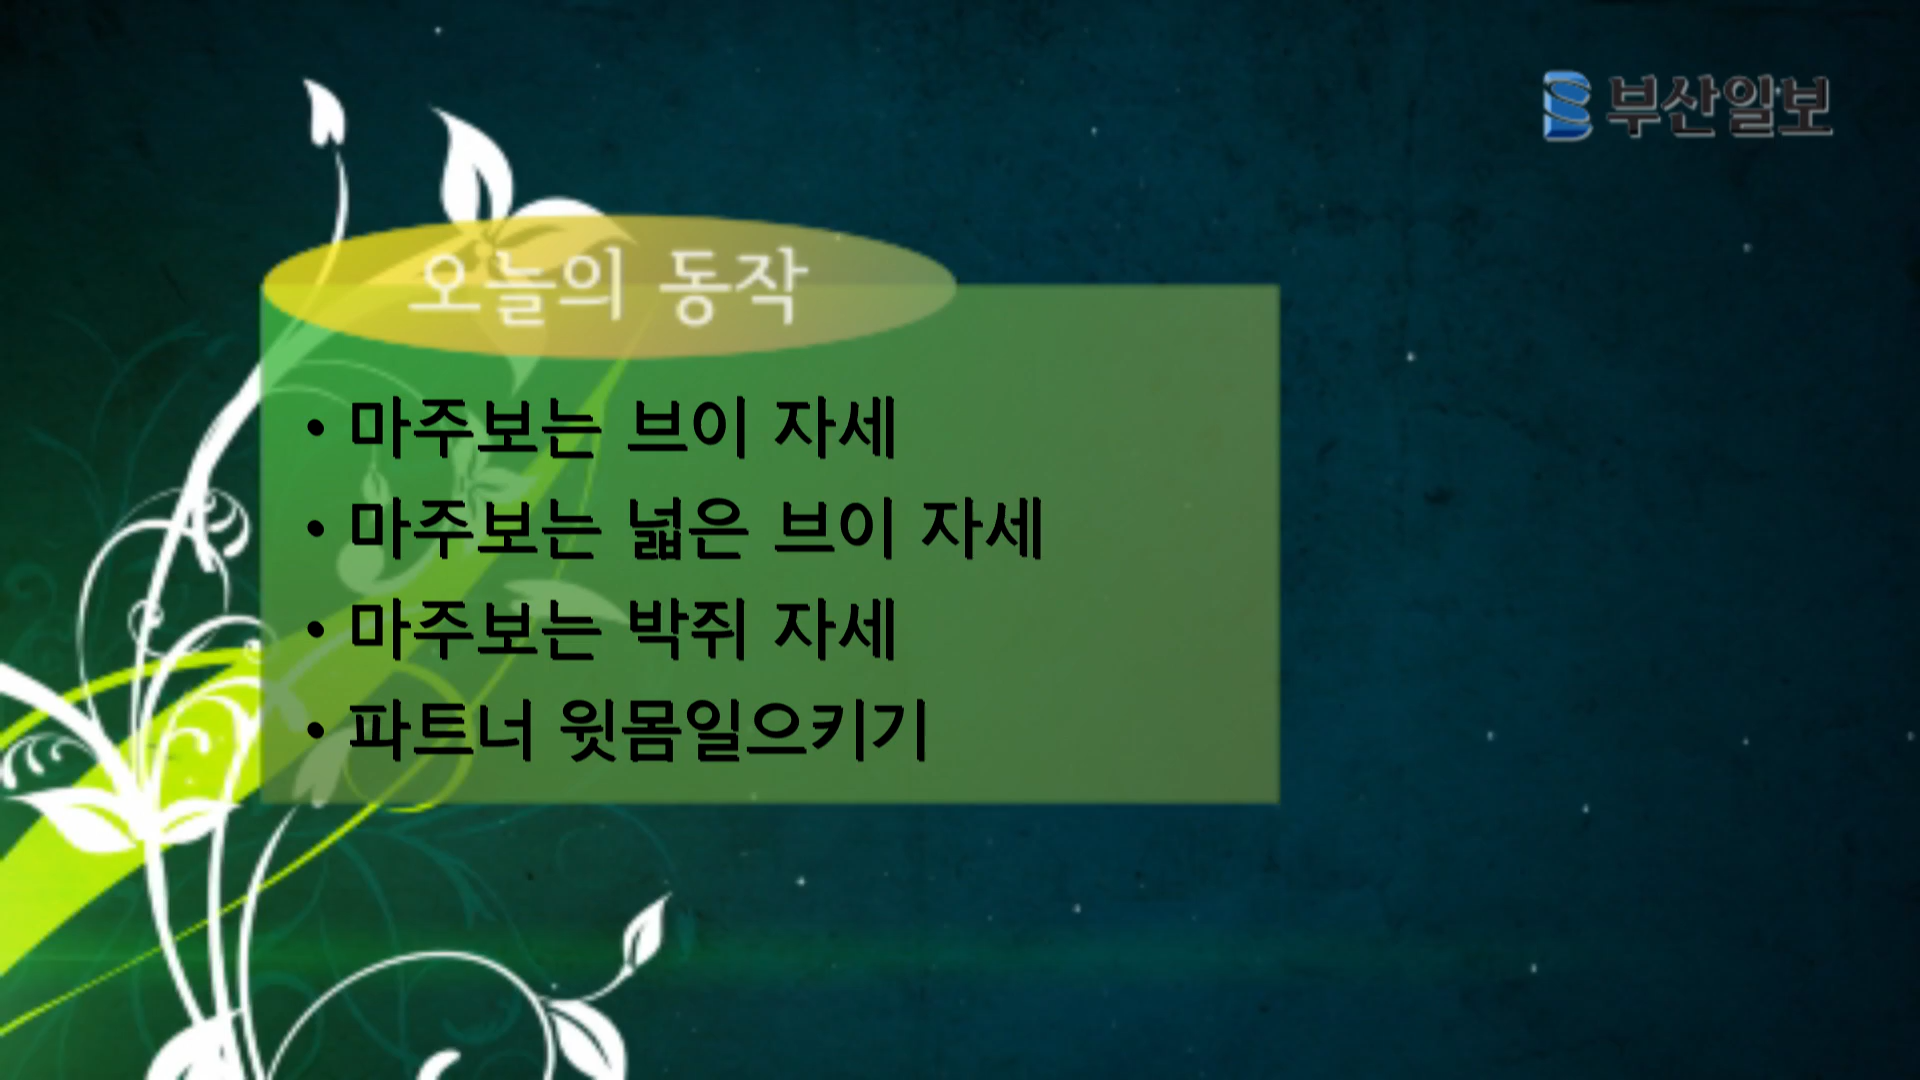 부산일보
오늘의 동작
• 마주보는 브이 자세
• 마주보는 넓은 브이 자세
• 마주보는 박쥐 자세
• 파트너 윗몸일으키기